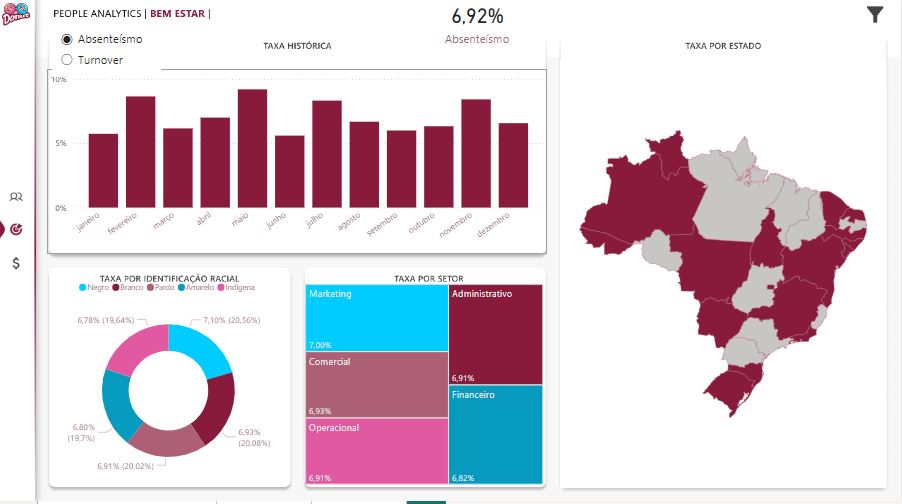 Donuts
PEOPLE ANALYTICS | BEM ESTAR |
6,92%
Absenteísmo
Absenteísmo
Turnover
TAXA HISTÓRICA
10%
5%
0%
janeiro
fevereiro
março
abril
maio
junho
julho
agosto
setembro
outubro
novembro
dezembro
TAXA POR ESTADO
TAXA POR IDENTIFICAÇÃO RACIAL
Negro Branco Pardo Amarelo Indígena
6,78% (19,64%)
7,10% (20,56%)
6,80%
(19,7%)
6,93%
(20,08%)
6,91% (20,02%)
TAXA POR SETOR
Marketing
7,00%
Comercial
6,93%
Operacional
6,91%
Administrativo
6,91%
Financeiro
6,82%
$